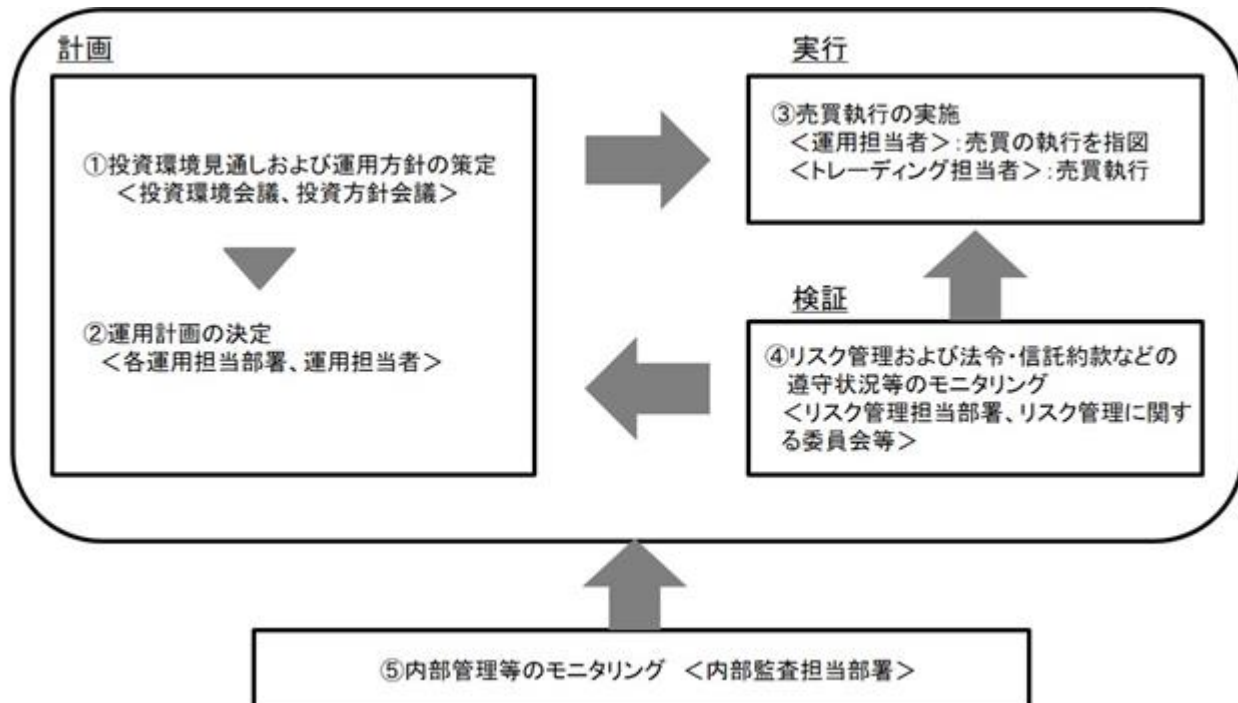 計画
①投資環境見通しおよび運用方針の策定
＜投資環境会議、投資方針会議＞
②運用計画の決定
＜各運用担当部署、運用担当者＞
実行
③売買執行の実施
＜運用担当者＞：売買の執行を指図
＜トレーディング担当者＞：売買執行
検証
④リスク管理および法令・信託約款などの
遵守状況等のモニタリング
＜リスク管理担当部署、リスク管理に関す
る委員会等＞
⑤内部管理等のモニタリング ＜内部監査担当部署＞